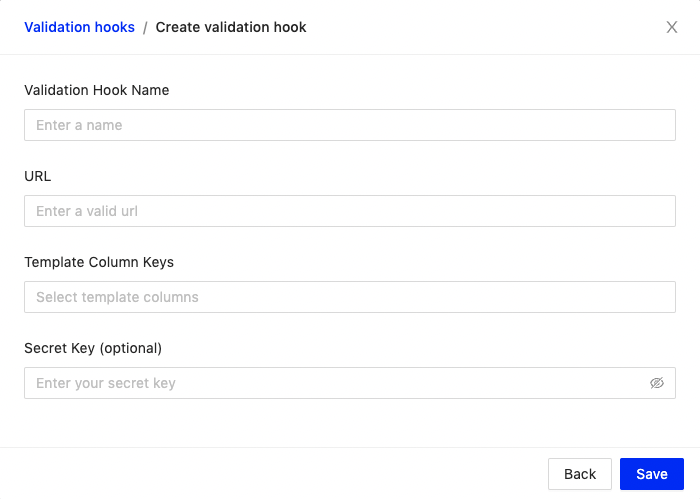 Validation hooks / Create validation hook
Validation Hook Name
Enter a name
URL
Enter a valid url
Template Column Keys
Select template columns
Secret Key (optional)
Enter your secret key
Back Save